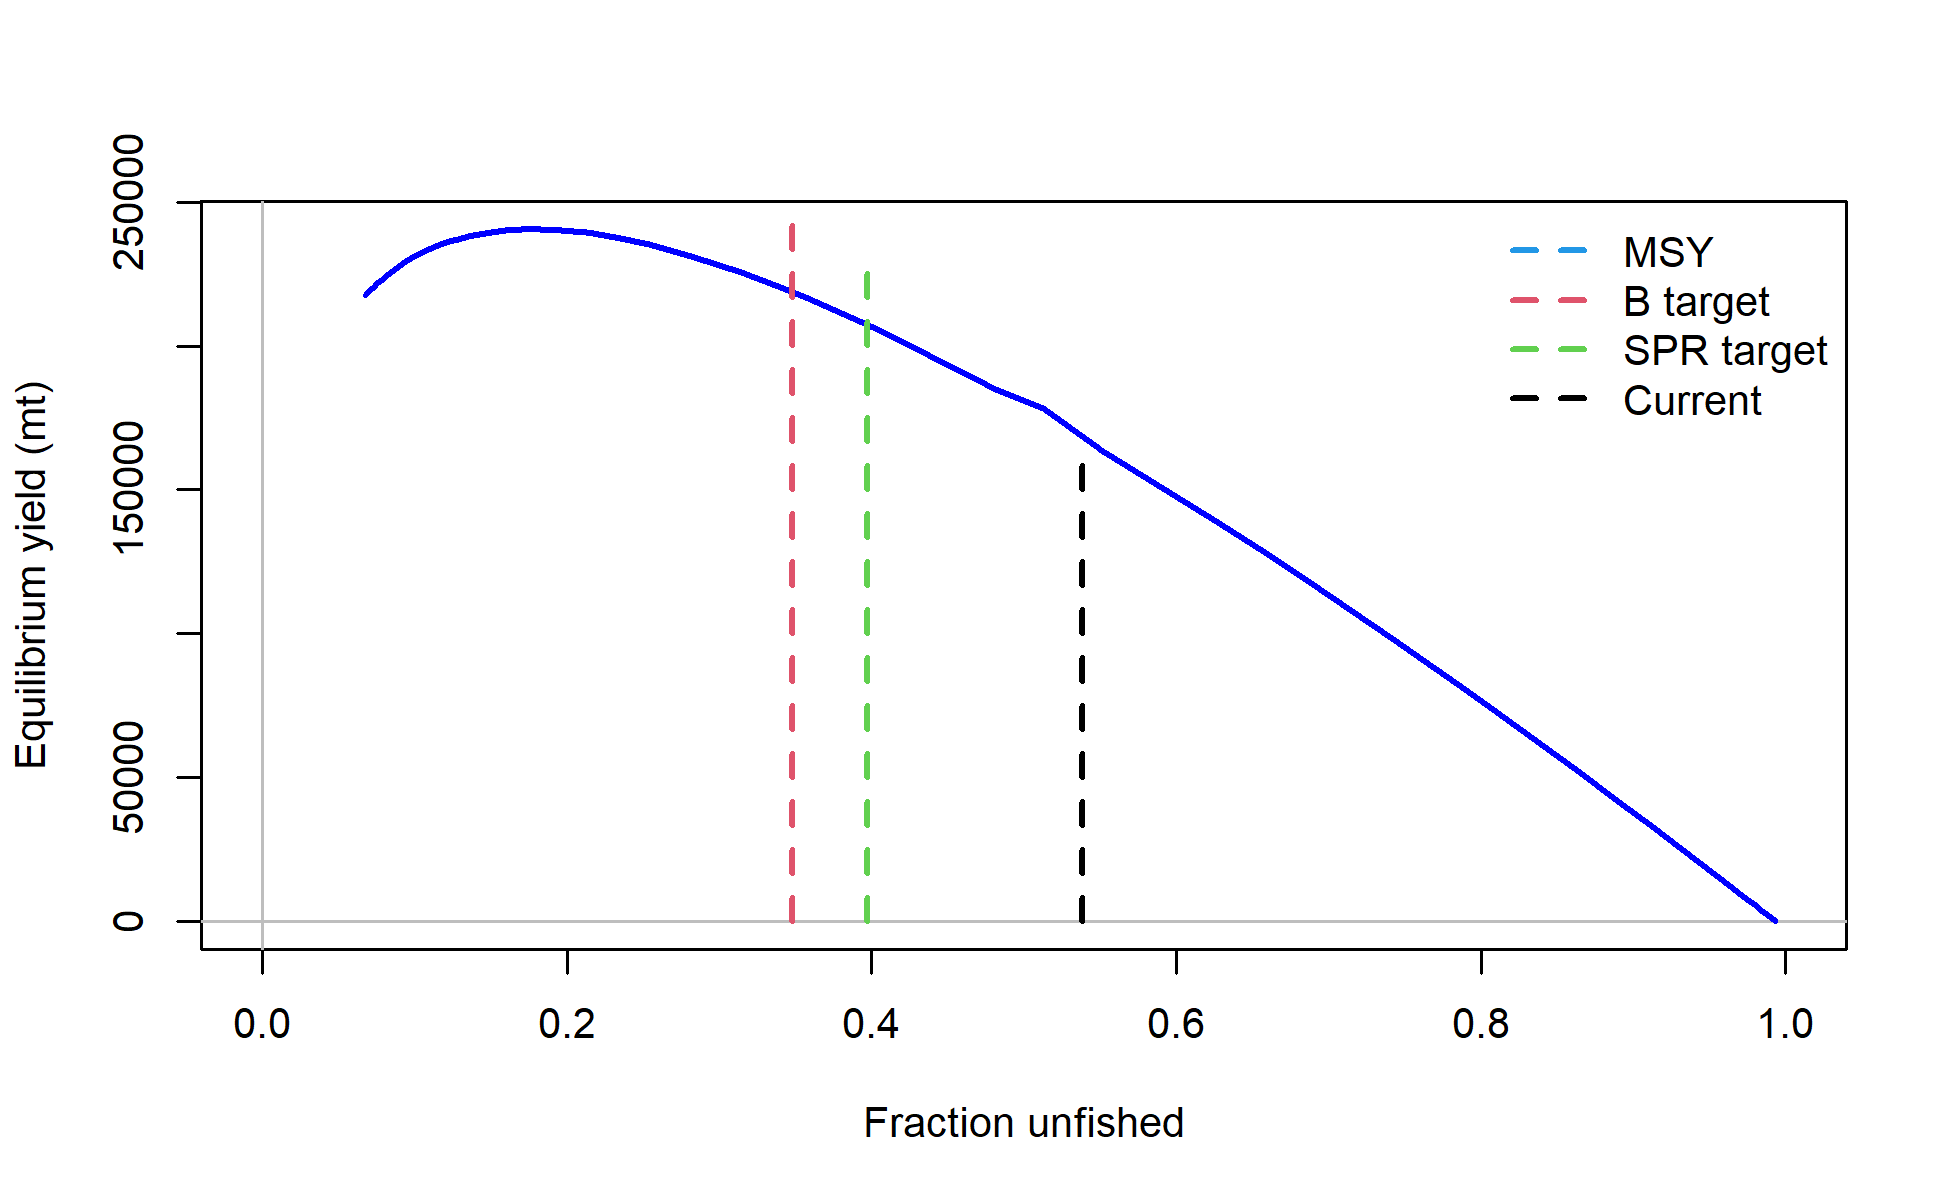 250000
150000
50000
0
Equilibrium yield (mt)
MSY
B target
SPR target
Current
0.0 0.2 0.4 0.6 0.8 1.0
Fraction unfished